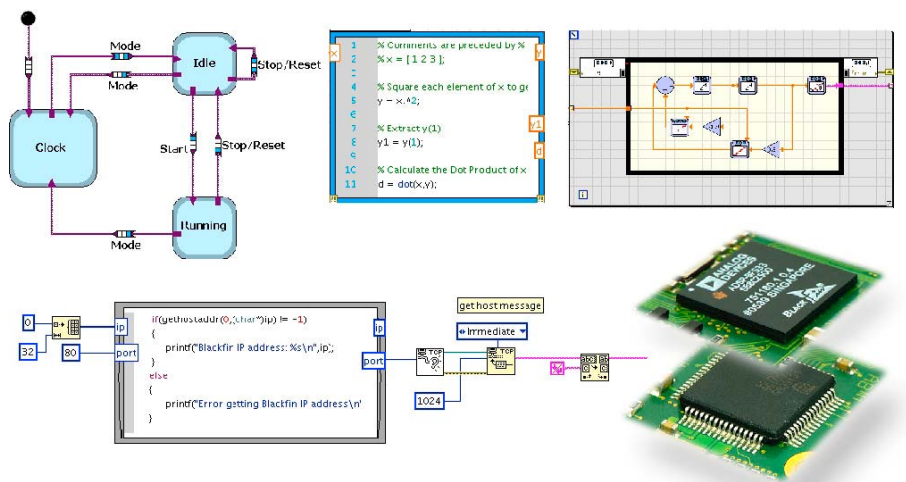 Mode
Idle
Mode
Stop/Reset
Clock
Start
Stop/Reset
Running
Mode
x
y
y1
d
1 % Comments are preceded by %
2 % x = [ 1 2 3 ];
3
4 % Square each element of x to ge
5 y = x.^2;
6
7 % Extract y(1)
8 y1 = y(1);
9
10 % Calculate the Dot Product of x
11 d = dot(x,y);
N
i
ANALOG
DEVICES
BLACK
0
32
80
ip
port
if(gethostaddr(0,(char*)ip) != -1)
{
printf("Blackfin IP address: %s\n",ip);
}
else
{
printf("Error getting Blackfin IP address\n"
}
ip
port
get host message
Immediate
TCP
TCP
1024